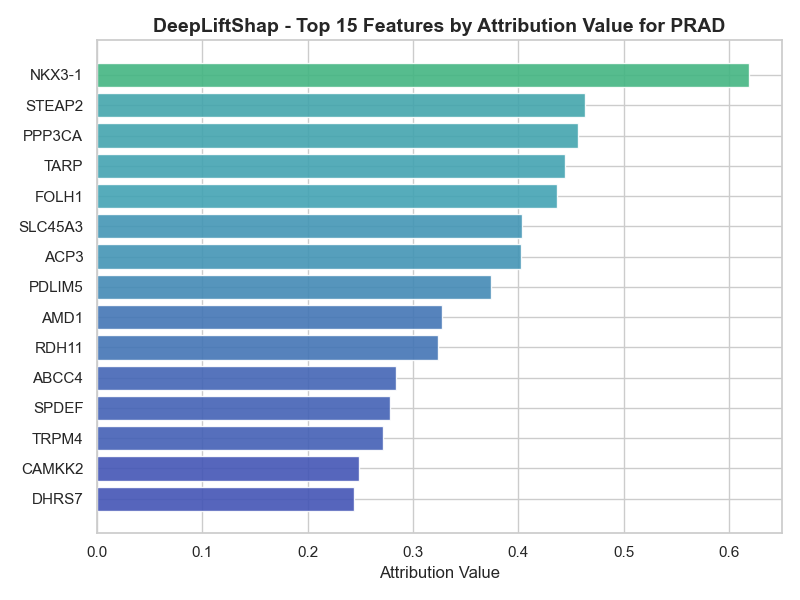 DeepLiftShap - Top 15 Features by Attribution Value for PRAD
NKX3-1
STEAP2
PPP3CA
TARP
FOLH1
SLC45A3
ACP3
PDLIM5
AMD1
RDH11
ABCC4
SPDEF
TRPM4
CAMKK2
DHRS7
0.0 0.1 0.2 0.3 0.4 0.5 0.6
Attribution Value